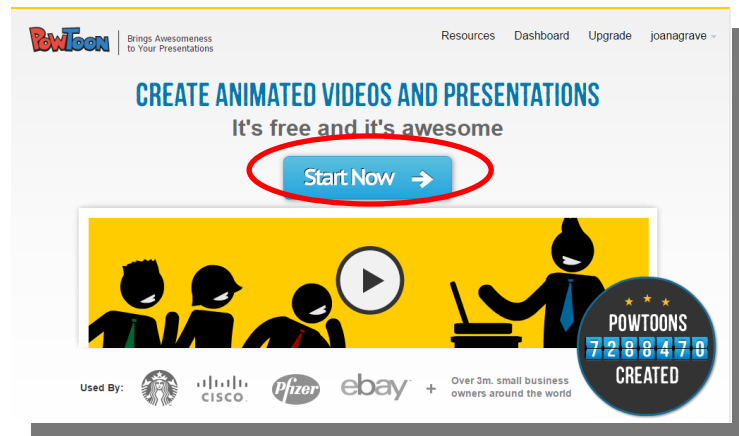 PowToon
Brings Awesomeness
to Your Presentations
Resources Dashboard Upgrade joanagrave
CREATE ANIMATED VIDEOS AND PRESENTATIONS
It's free and it's awesome
Start Now
POWTOONS
7288470
CREATED
Used By:
CISCO
Pfizer
ebay
+
Over 3m. small business
owners around the world